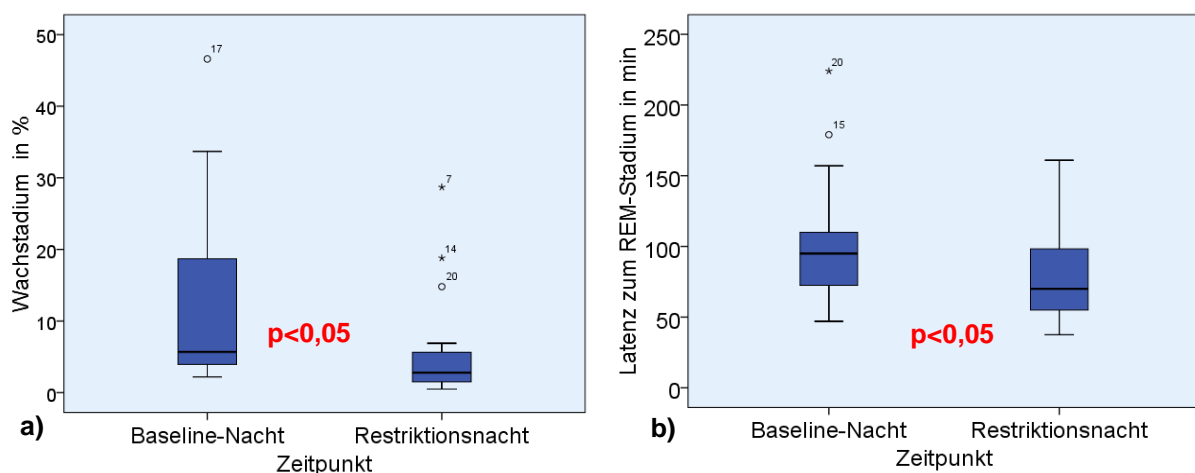 Wachstadium in %
50
40
30
20
10
0
17
7
14
20
p<0,05
a)
Baseline-Nacht
Restriktionsnacht
Zeitpunkt
Latenz zum REM-Stadium in min
250
200
150
100
50
0
20
15
p<0,05
b)
Baseline-Nacht
Restriktionsnacht
Zeitpunkt